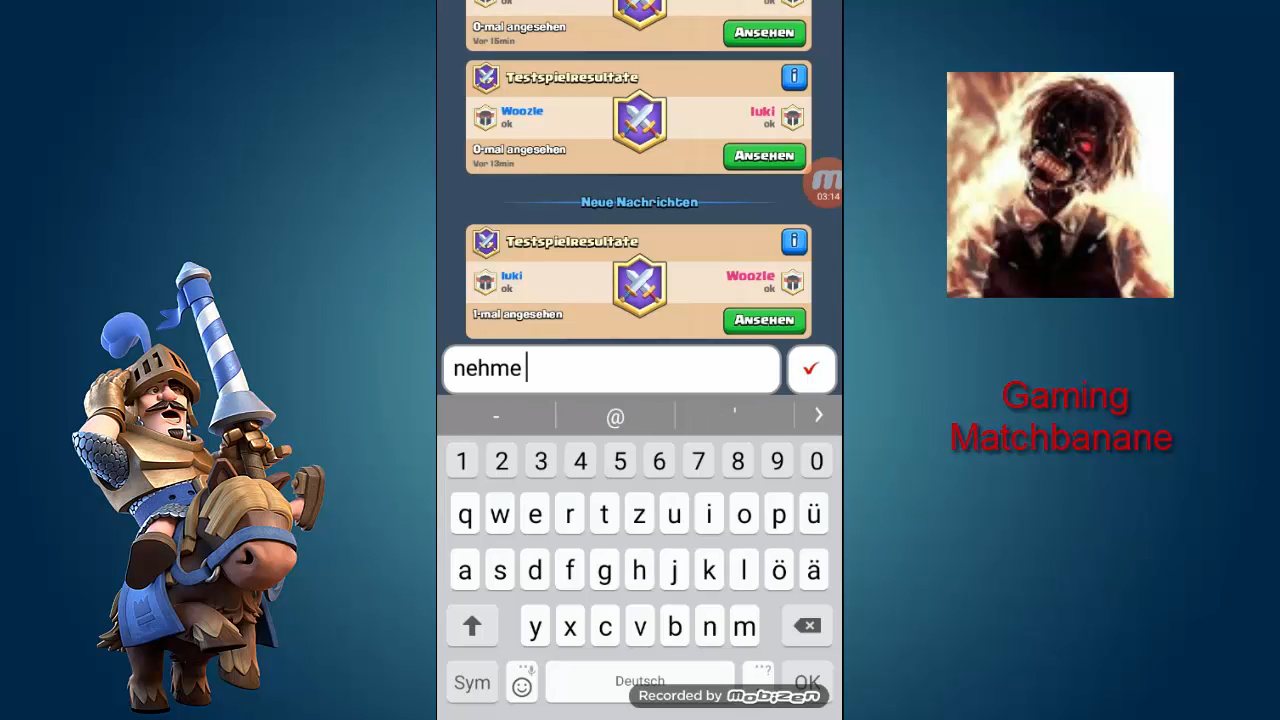 ok
ok
0-mal angesehen
Vor 15min
Ansehen
Testspielresultate
i
Woozle
luki
ok
ok
0-mal angesehen
Vor 13min
Ansehen
03:14
Neue Nachrichten
Testspielresultate
i
luki
Woozle
ok
ok
1-mal angesehen
Ansehen
nehme
- @ ' >
1 2 3 4 5 6 7 8 9 0
q w e r t z u i o p ü
a s d f g h j k l ö ä
y x c v b n m
Sym
Deutsch
OK
Recorded by mobizen
Gaming
Matchbanane